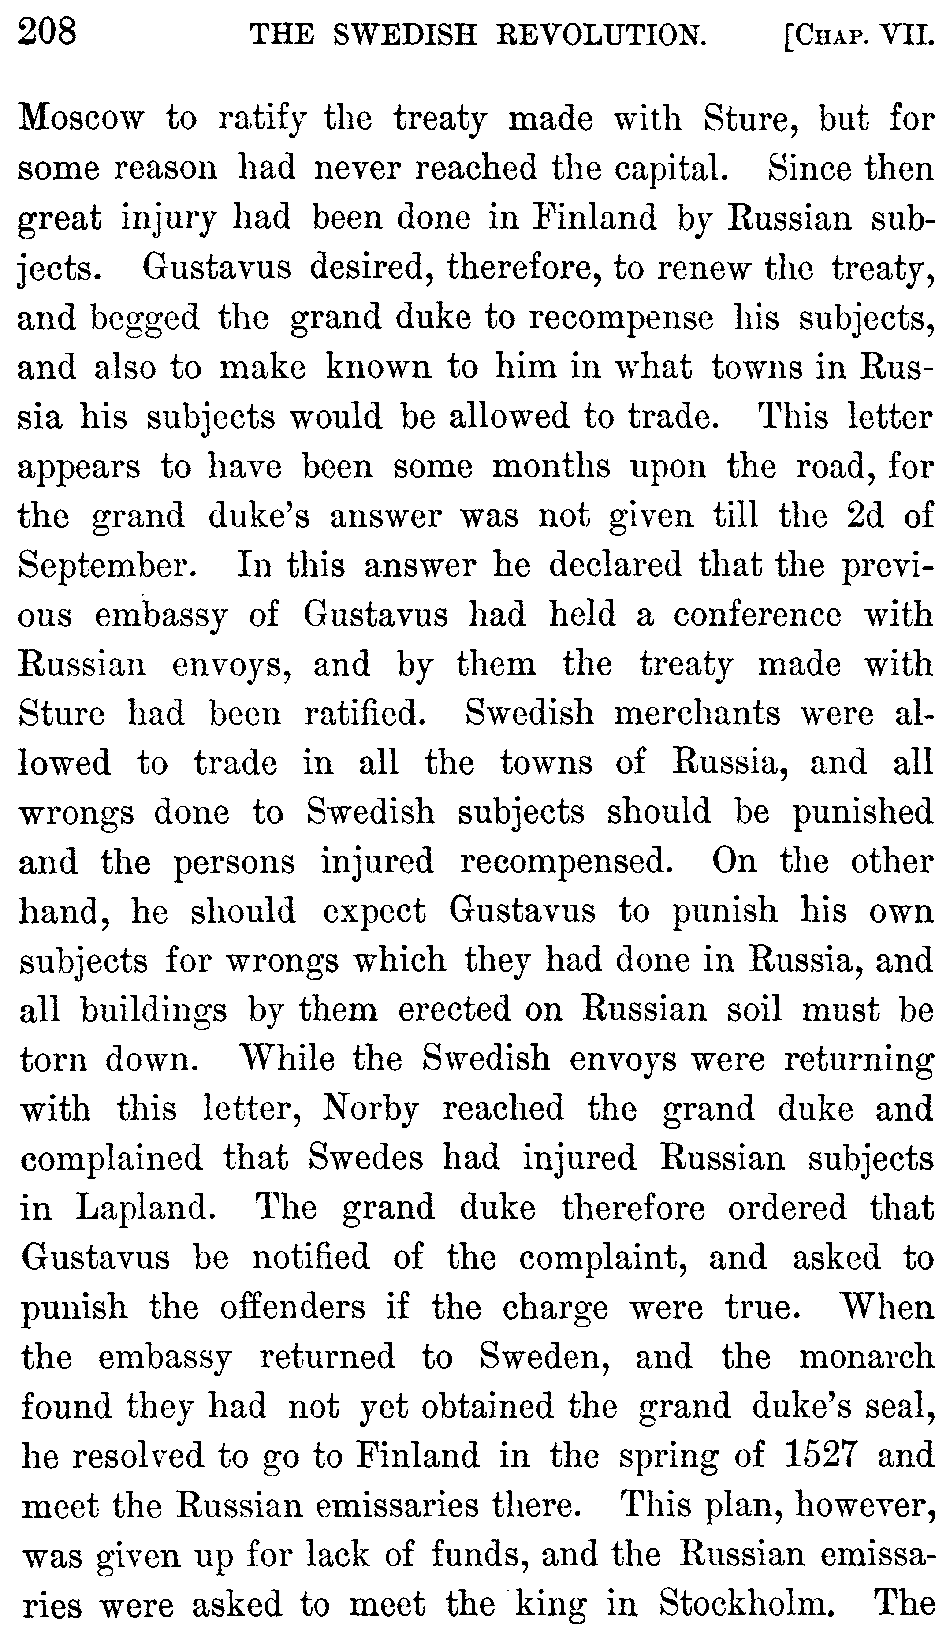 208 THE SWEDISH REVOLUTION. [CHAP. VII.
Moscow to ratify the treaty made with Sture, but for
some reason had never reached the capital. Since then
great injury had been done in Finland by Russian sub-
jects. Gustavus desired, therefore, to renew the treaty,
and begged the grand duke to recompense his subjects,
and also to make known to him in what towns in Rus-
sia his subjects would be allowed to trade. This letter
appears to have been some months upon the road, for
the grand duke's answer was not given till the 2d of
September. In this answer he declared that the previ-
ous embassy of Gustavus had held a conference with
Russian envoys, and by them the treaty made with
Sture had been ratified. Swedish merchants were al-
lowed to trade in all the towns of Russia, and all
wrongs done to Swedish subjects should be punished
and the persons injured recompensed. On the other
hand, he should expect Gustavus to punish his own
subjects for wrongs which they had done in Russia, and
all buildings by them erected on Russian soil must be
torn down. While the Swedish envoys were returning
with this letter, Norby reached the grand duke and
complained that Swedes had injured Russian subjects
in Lapland. The grand duke therefore ordered that
Gustavus be notified of the complaint, and asked to
punish the offenders if the charge were true. When
the embassy returned to Sweden, and the monarch
found they had not yet obtained the grand duke's seal,
he resolved to go to Finland in the spring of 1527 and
meet the Russian emissaries there. This plan, however,
was given up for lack of funds, and the Russian emissa-
ries were asked to meet the king in Stockholm. The